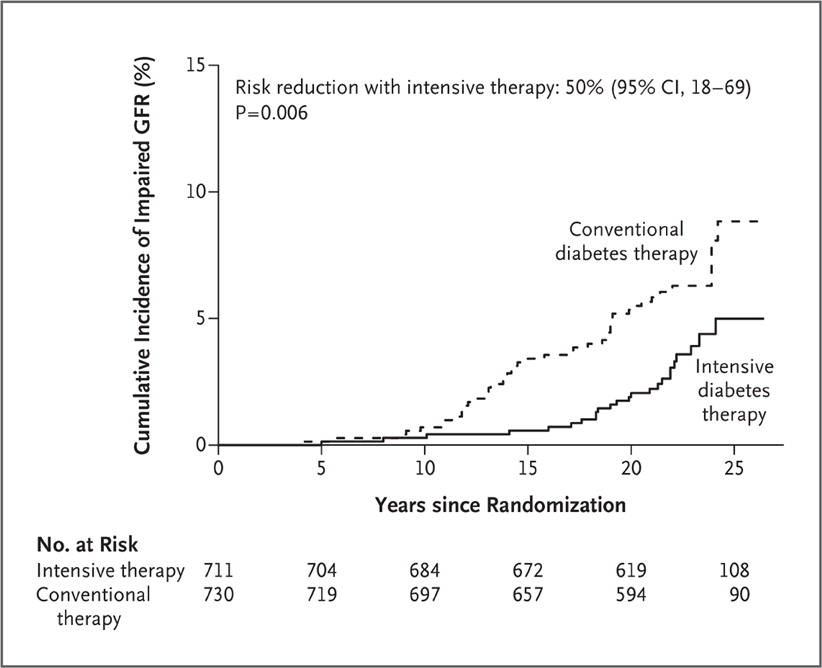 Cumulative Incidence of Impaired GFR (%)
15
10
5
0
Risk reduction with intensive therapy: 50% (95% CI, 18–69)
P=0.006
Conventional
diabetes therapy
Intensive
diabetes
therapy
0 5 10 15 20 25
Years since Randomization
No. at Risk
Intensive therapy 711 704 684 672 619 108
Conventional 730 719 697 657 594 90
therapy